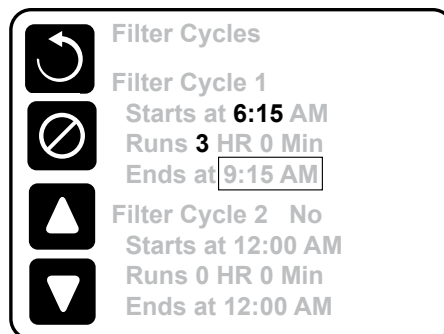 Filter Cycles
Filter Cycle 1
Starts at 6:15 AM
Runs 3 HR 0 Min
Ends at 9:15 AM
Filter Cycle 2 No
Starts at 12:00 AM
Runs 0 HR 0 Min
Ends at 12:00 AM